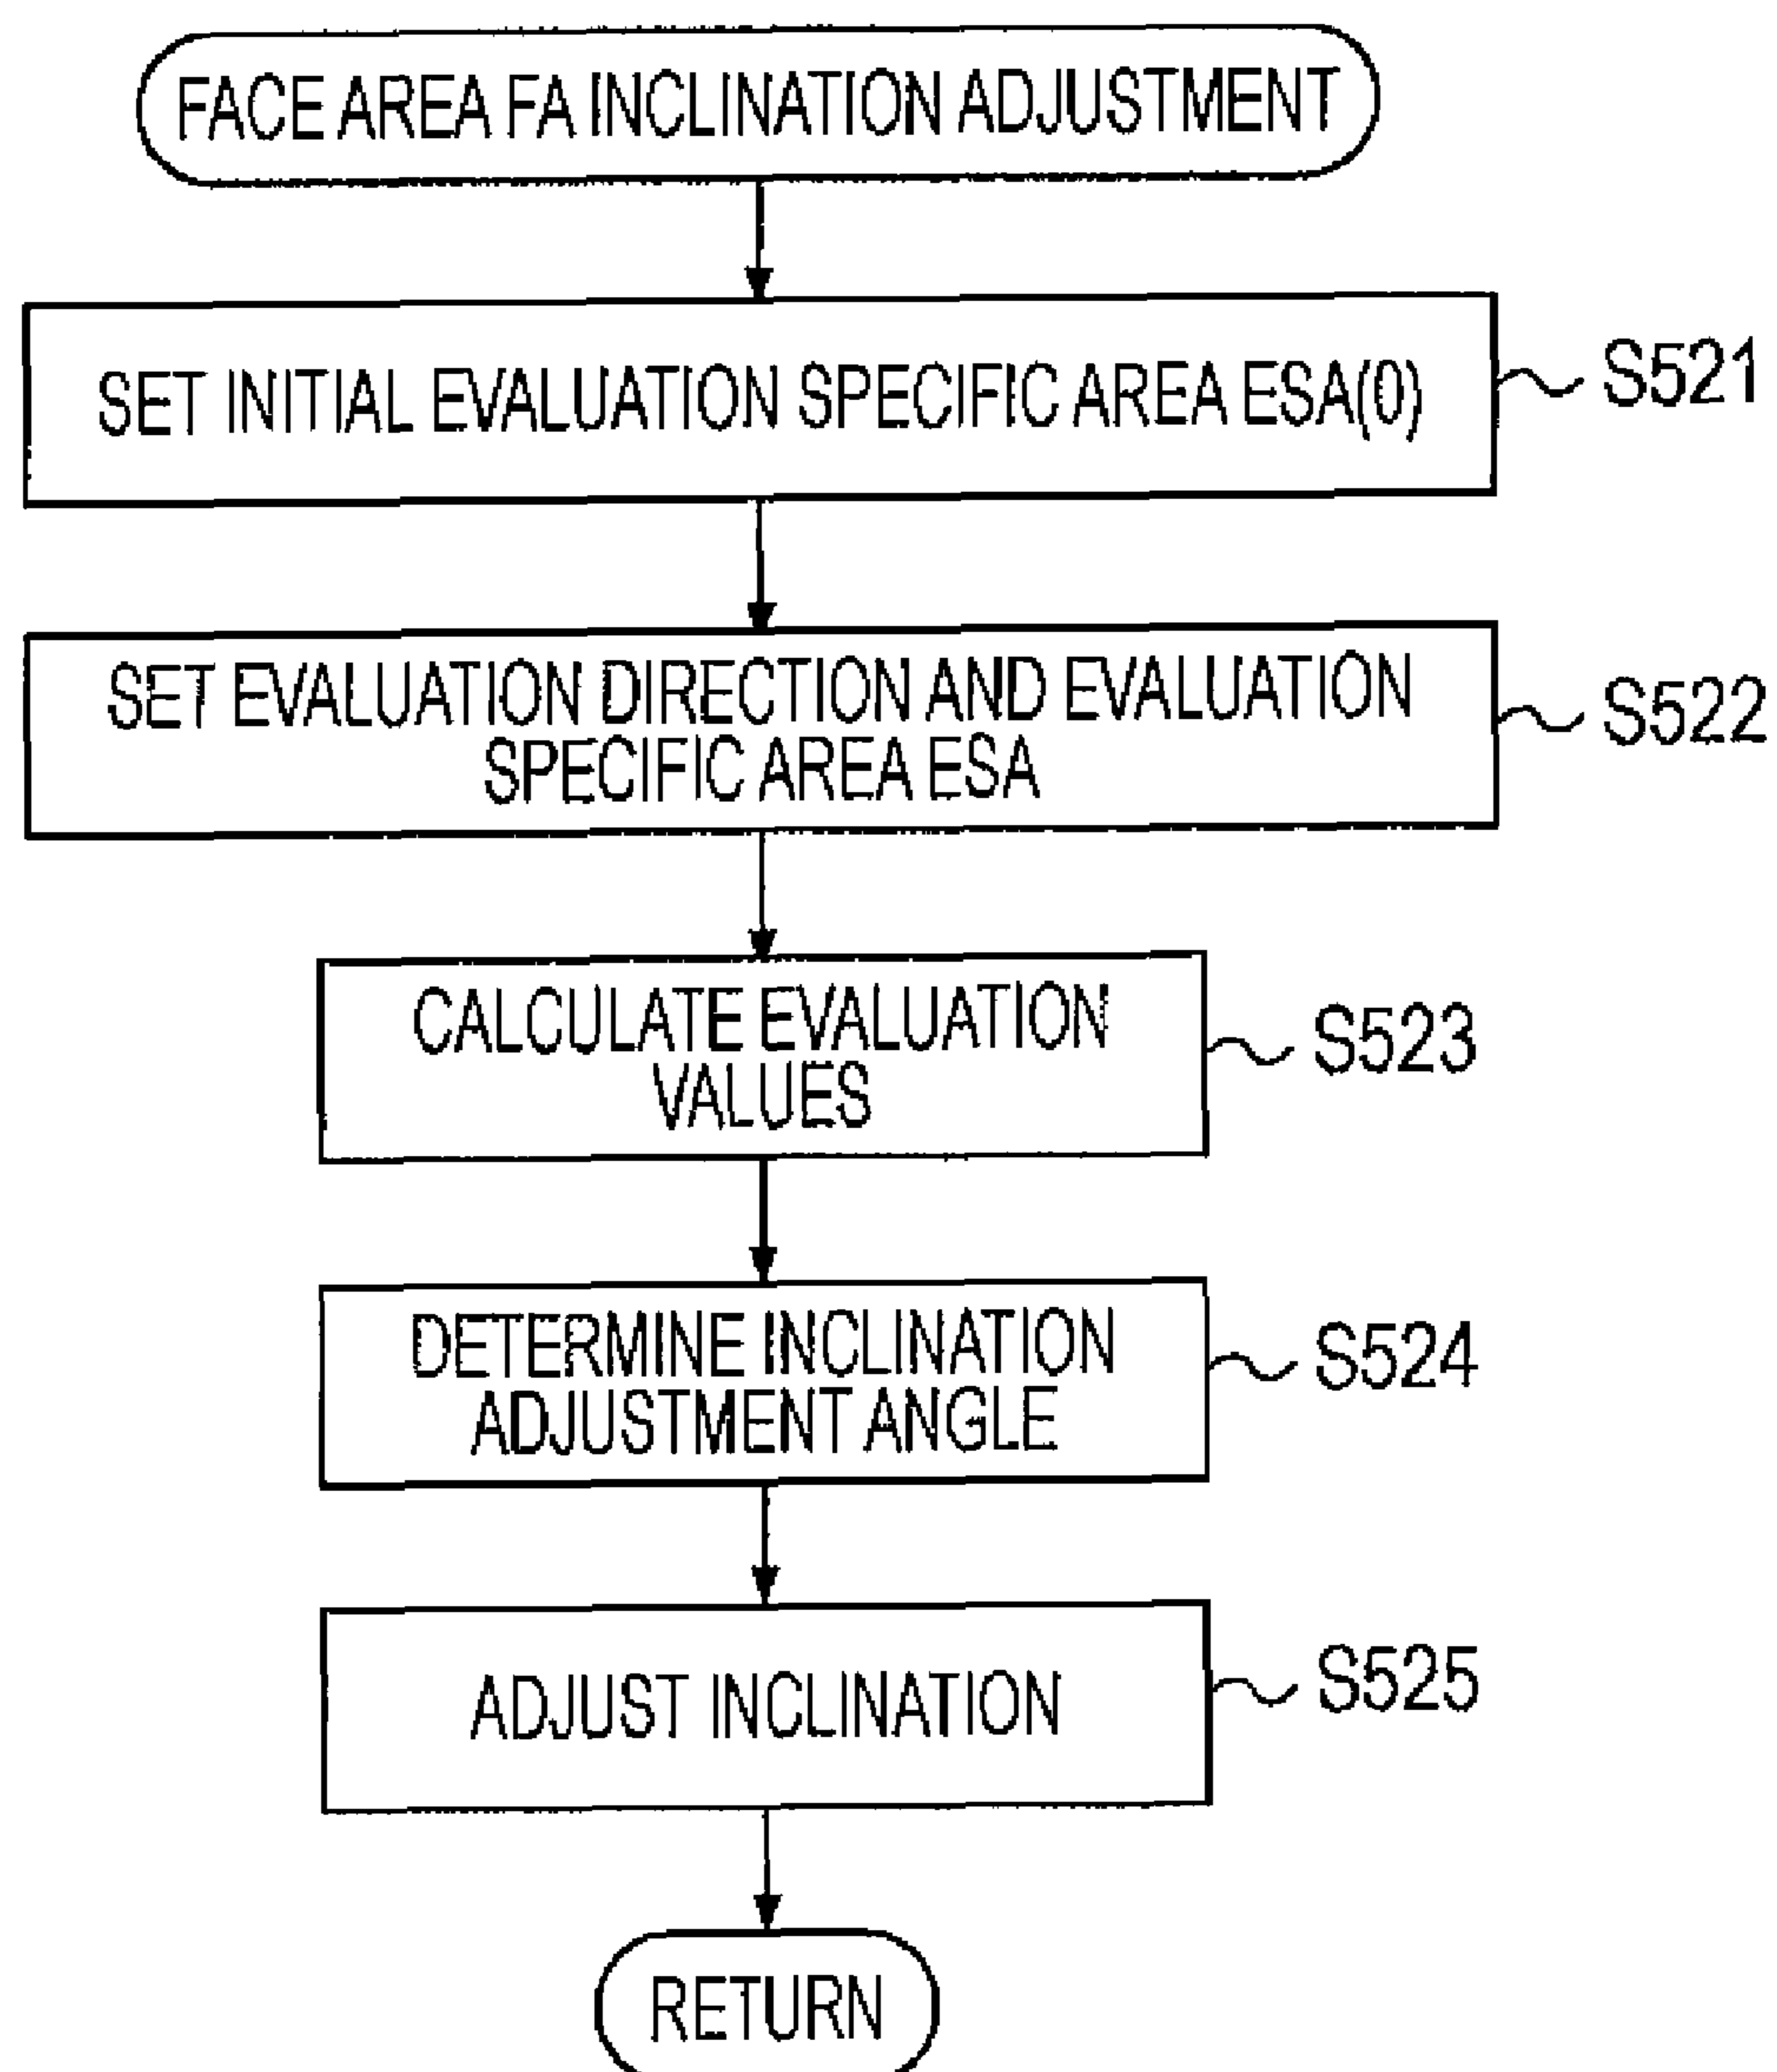 FACE AREA FA INCLINATION ADJUSTMENT
SET INITIAL EVALUATION SPECIFIC AREA ESA(0)
S521
SET EVALUATION DIRECTION AND EVALUATION
SPECIFIC AREA ESA
S522
CALCULATE EVALUATION
VALUES
S523
DETERMINE INCLINATION
ADJUSTMENT ANGLE
S524
ADJUST INCLINATION
S525
RETURN